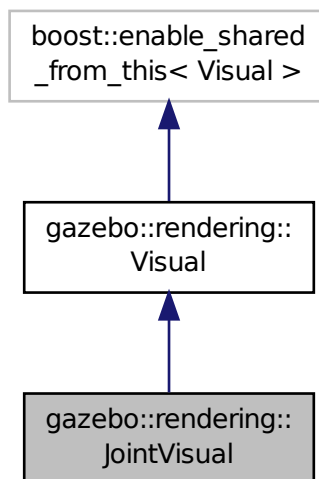 boost::enable_shared
_from_this< Visual >
gazebo::rendering::
Visual
gazebo::rendering::
JointVisual